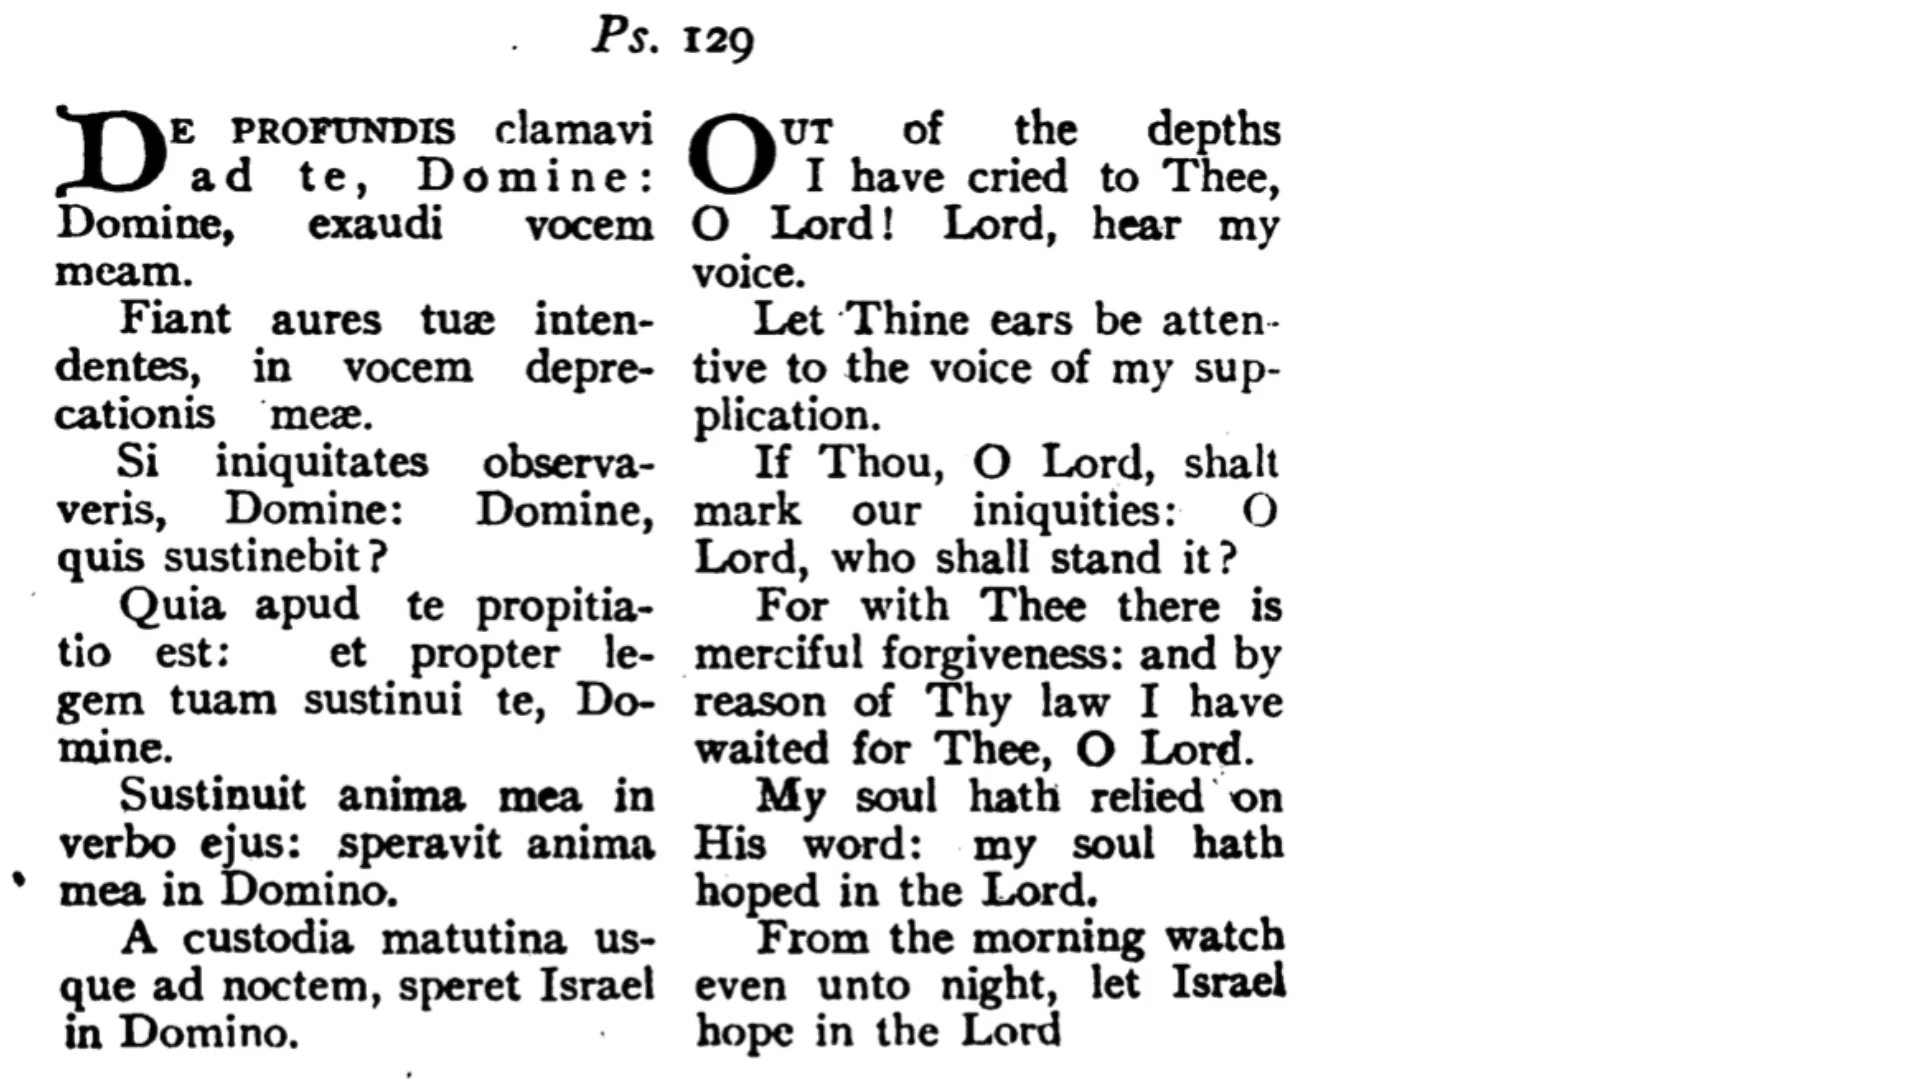 Ps. 129
DE PROFUNDIS clamavi
ad te, Domine:
Domine, exaudi vocem
meam.
Fiant aures tuæ inten-
dentes, in vocem depre-
cationis meæ.
Si iniquitates observa-
veris, Domine: Domine,
quis sustinebit?
Quia apud te propitia-
tio est: et propter le-
gem tuam sustinui te, Do-
mine.
Sustinuit anima mea in
verbo ejus: speravit anima
mea in Domino.
A custodia matutina us-
que ad noctem, speret Israel
in Domino.
OUT of the depths
I have cried to Thee,
O Lord! Lord, hear my
voice.
Let Thine ears be atten-
tive to the voice of my sup-
plication.
If Thou, O Lord, shalt
mark our iniquities: O
Lord, who shall stand it?
For with Thee there is
merciful forgiveness: and by
reason of Thy law I have
waited for Thee, O Lord.
My soul hath relied on
His word: my soul hath
hoped in the Lord.
From the morning watch
even unto night, let Israel
hope in the Lord